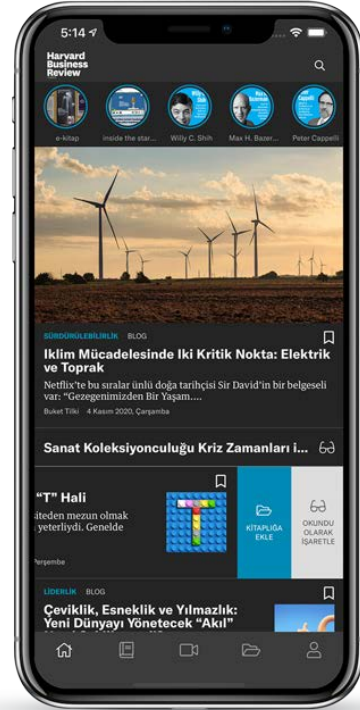 5:14
Harvard
Business
Review
e-kitap
inside the star...
Willy C. Shih
Max H. Bazer...
Peter Cappelli
SÜRDÜRÜLEBİLİRLİK BLOG
Iklim Mücadelesinde Iki Kritik Nokta: Elektrik
ve Toprak
Netflix'te bu sıralar ünlü doğa tarihçisi Sir David'in bir belgeseli
var: "Gezegenimizden Bir Yaşam....
Buket Tilki 4 Kasım 2020, Çarşamba
Sanat Koleksiyonculuğu Kriz Zamanları i...
"T" Hali
siteden mezun olmak
yeterliydi. Genelde
Perşembe
KİTAPLIĞA
EKLE
OKUNDU
OLARAK
İŞARETLE
LİDERLİK BLOG
Çeviklik, Esneklik ve Yılmazlık:
Yeni Dünyayı Yönetecek "Akıl"